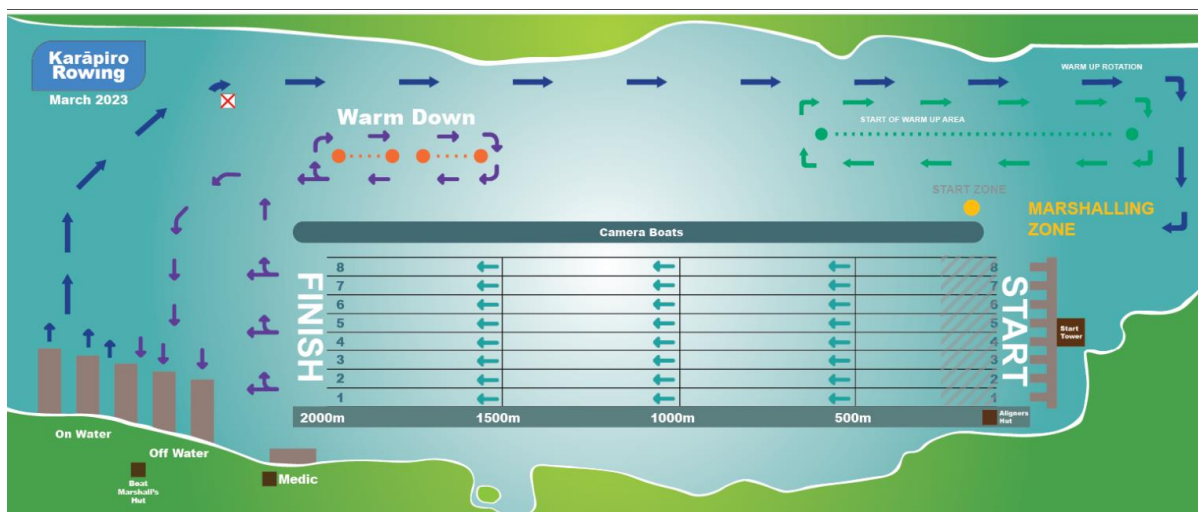 Karāpiro
Rowing
March 2023
WARM UP ROTATION
START OF WARM UP AREA
Warm Down
START ZONE
MARSHALLING
ZONE
Camera Boats
FINISH
8
7
6
5
4
3
2
1
8
7
6
5
4
3
2
1
START
Start
Tower
2000m
1500m
1000m
500m
Aligners
Hut
On Water
Off Water
Boat
Marshall's
Hut
Medic